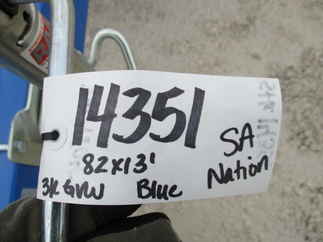 14351
SA
82x13' Nation
3k GVW Blue